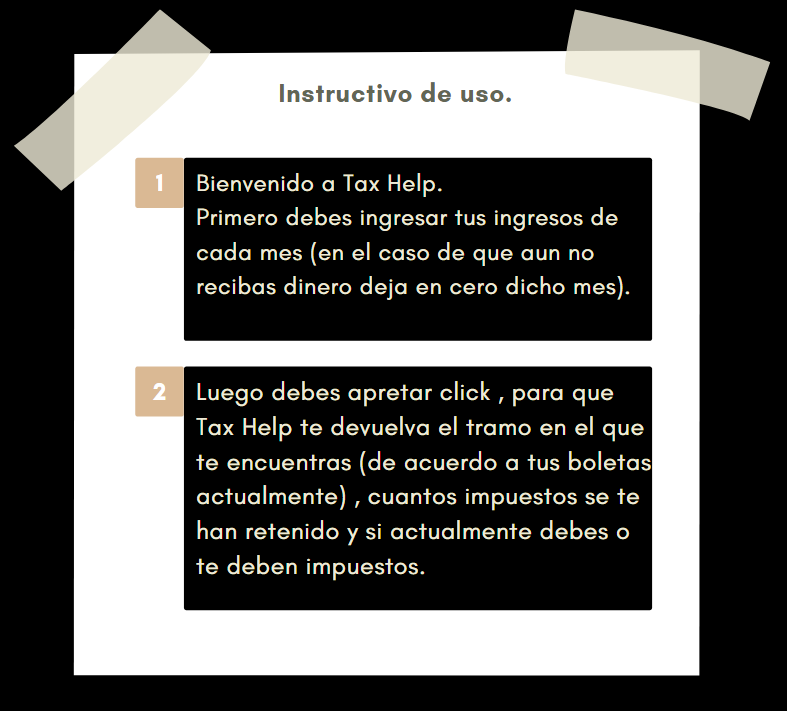 Instructivo de uso.
1
Bienvenido a Tax Help.
Primero debes ingresar tus ingresos de
cada mes (en el caso de que aun no
recibas dinero deja en cero dicho mes).
2
Luego debes apretar click , para que
Tax Help te devuelva el tramo en el que
te encuentras (de acuerdo a tus boletas
actualmente) , cuantos impuestos se te
han retenido y si actualmente debes o
te deben impuestos.